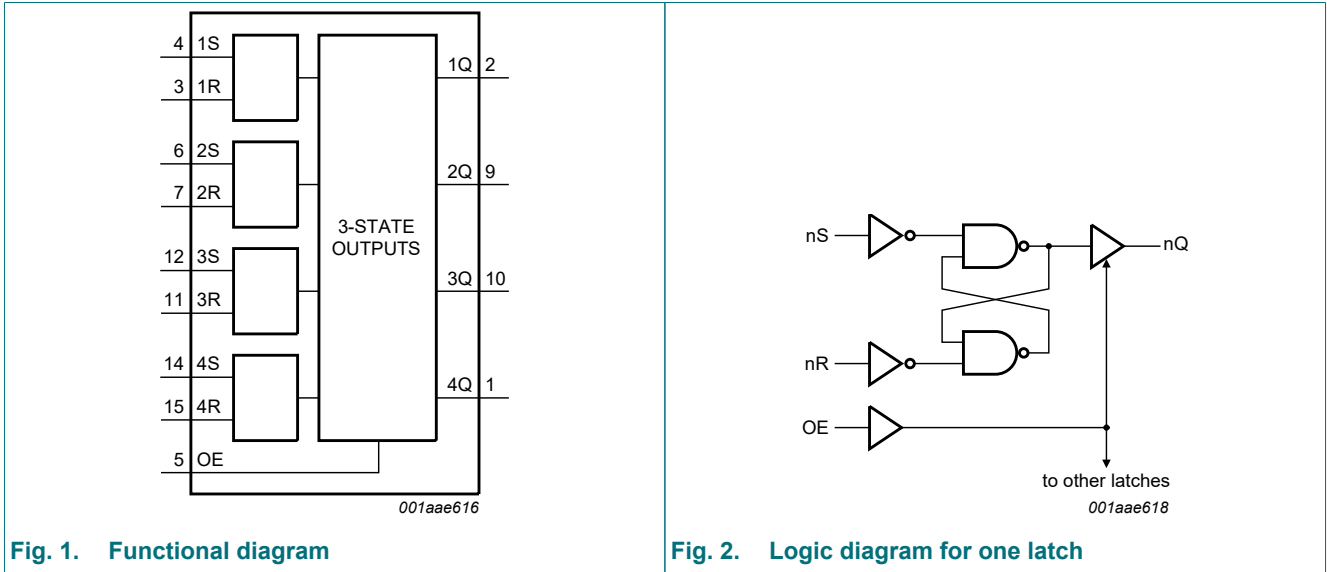 4 1S
3 1R
6 2S
7 2R
12 3S
11 3R
14 4S
15 4R
5 OE
3-STATE
OUTPUTS
1Q 2
2Q 9
3Q 10
4Q 1
001aae616
Fig. 1. Functional diagram
nS
nQ
nR
OE
to other latches
001aae618
Fig. 2. Logic diagram for one latch